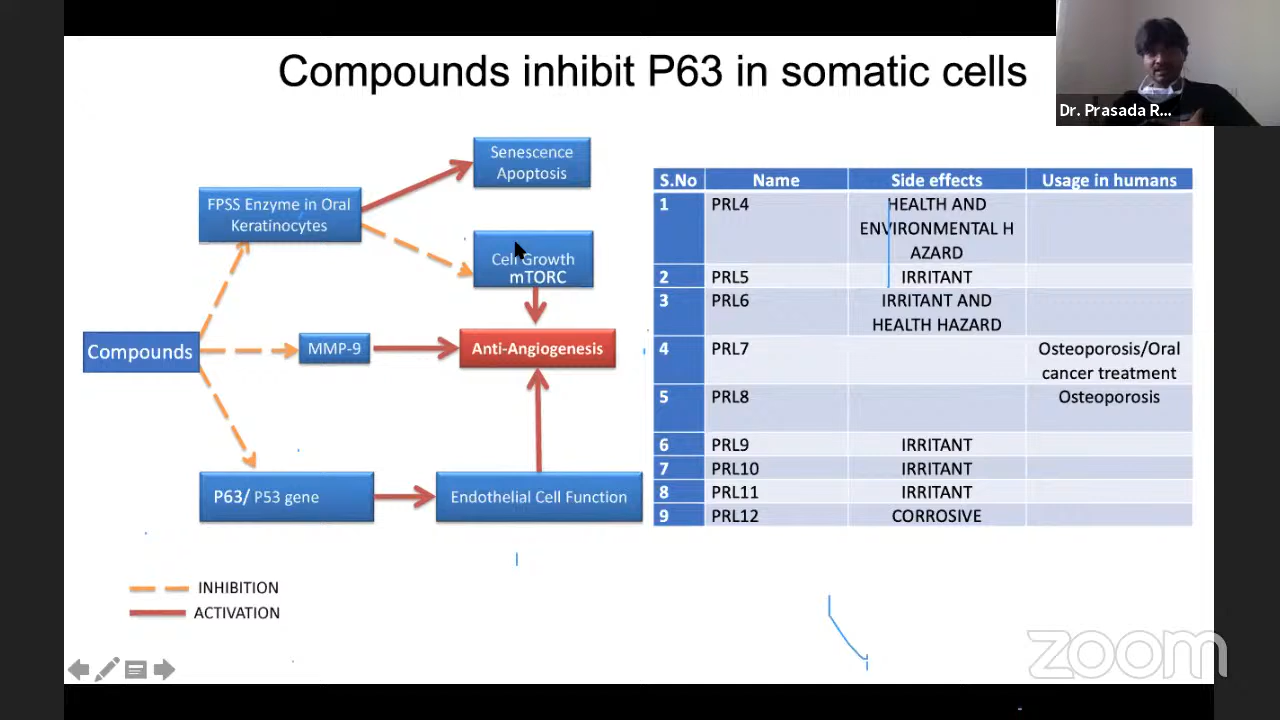 Compounds inhibit P63 in somatic cells
Dr. Prasada R...
Senescence
Apoptosis
FPSS Enzyme in Oral
Keratinocytes
Cell Growth
mTORC
Compounds
MMP-9
Anti-Angiogenesis
P63/ P53 gene
Endothelial Cell Function
INHIBITION
ACTIVATION
S.No Name Side effects Usage in humans
1 PRL4 HEALTH AND
ENVIRONMENTAL H
AZARD
2 PRL5 IRRITANT
3 PRL6 IRRITANT AND
HEALTH HAZARD
4 PRL7 Osteoporosis/Oral
cancer treatment
5 PRL8 Osteoporosis
6 PRL9 IRRITANT
7 PRL10 IRRITANT
8 PRL11 IRRITANT
9 PRL12 CORROSIVE
zoom